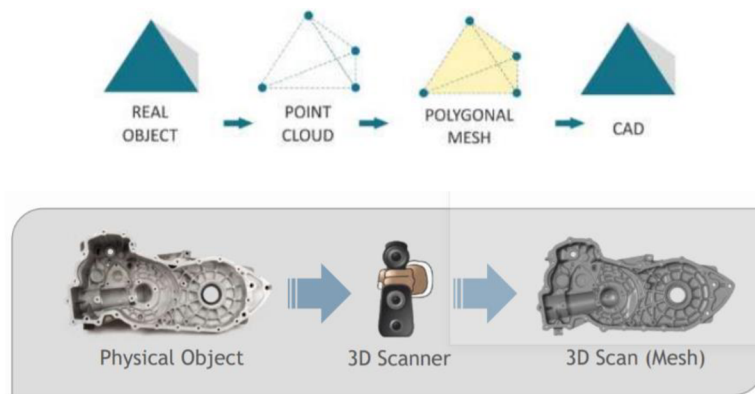 REAL
OBJECT
POINT
CLOUD
POLYGONAL
MESH
CAD
Physical Object
3D Scanner
3D Scan (Mesh)